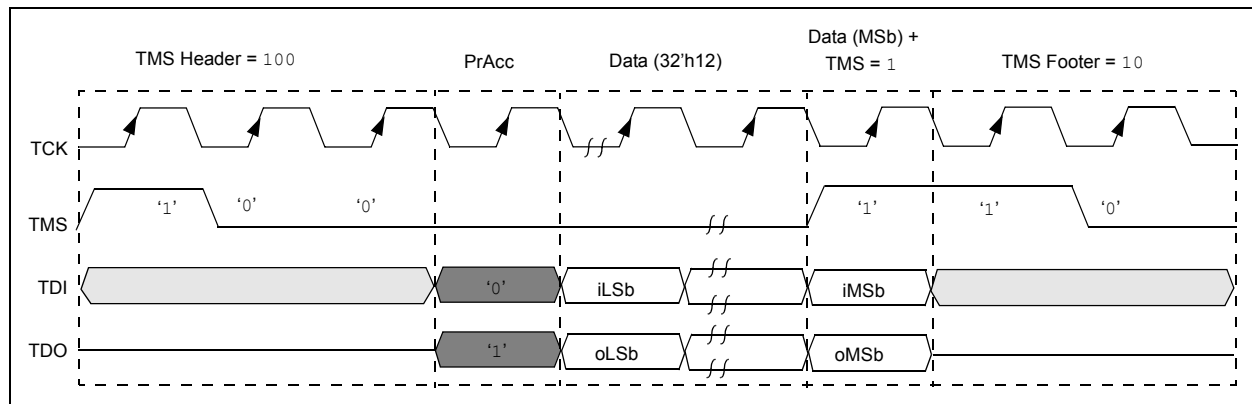 TMS Header = 100
PrAcc
Data (32’h12)
Data (MSb) +
TMS = 1
TMS Footer = 10
TCK
TMS
‘1’
‘0’
‘0’
‘1’
‘1’
‘0’
TDI
‘0’
iLSb
iMSb
TDO
‘1’
oLSb
oMSb